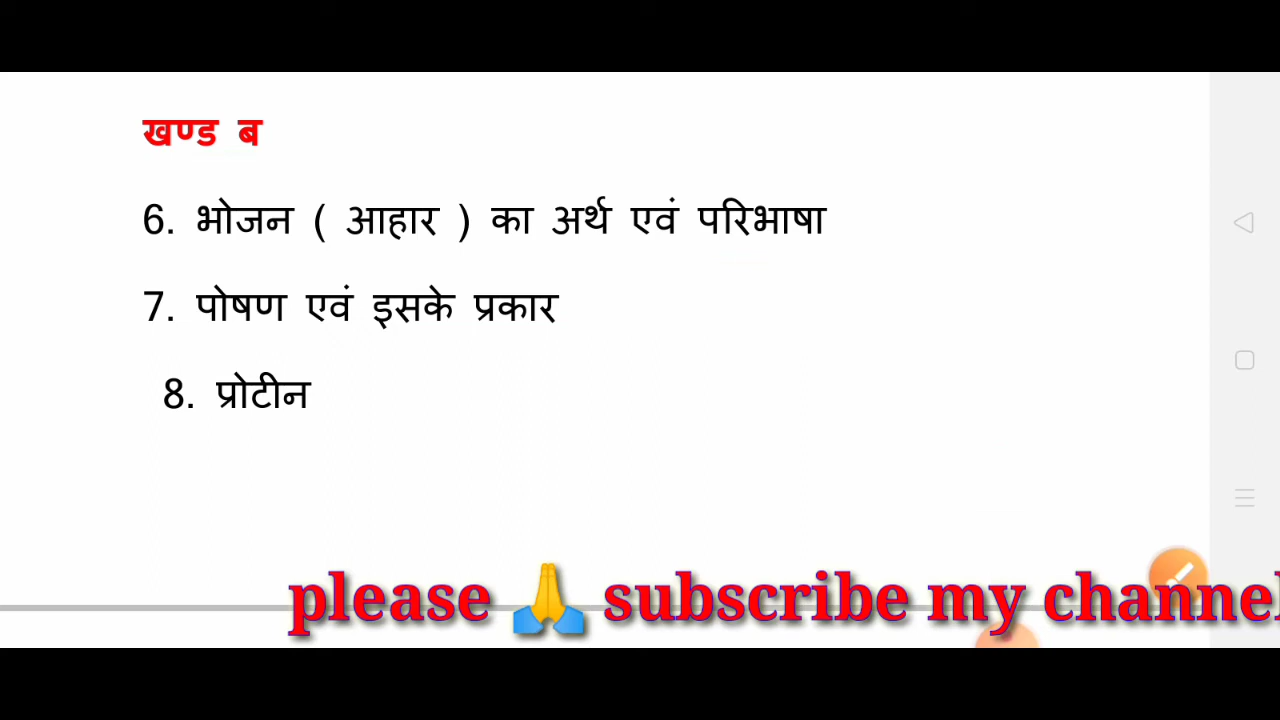 खण्ड ब
6. भोजन ( आहार ) का अर्थ एवं परिभाषा
7. पोषण एवं इसके प्रकार
8. प्रोटीन
please 🙏 subscribe my channel